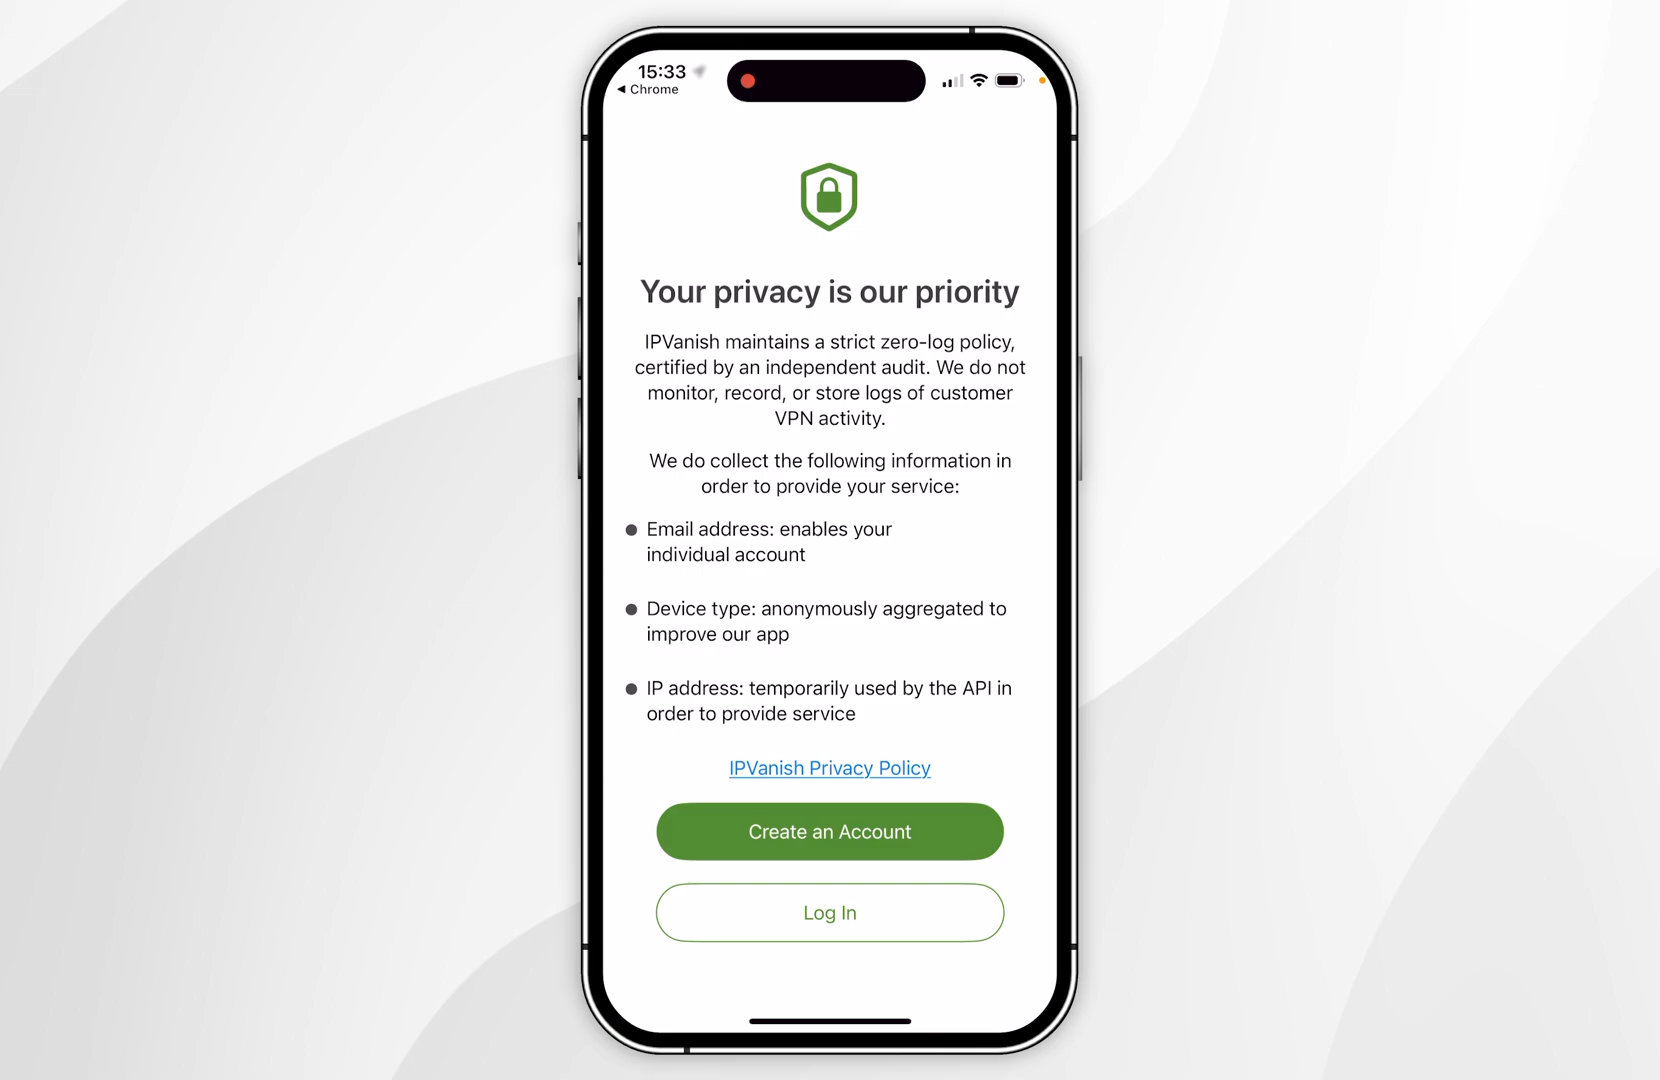 15:33
◀ Chrome
Your privacy is our priority
IPVanish maintains a strict zero-log policy,
certified by an independent audit. We do not
monitor, record, or store logs of customer
VPN activity.
We do collect the following information in
order to provide your service:
● Email address: enables your
individual account
● Device type: anonymously aggregated to
improve our app
● IP address: temporarily used by the API in
order to provide service
IPVanish Privacy Policy
Create an Account
Log In